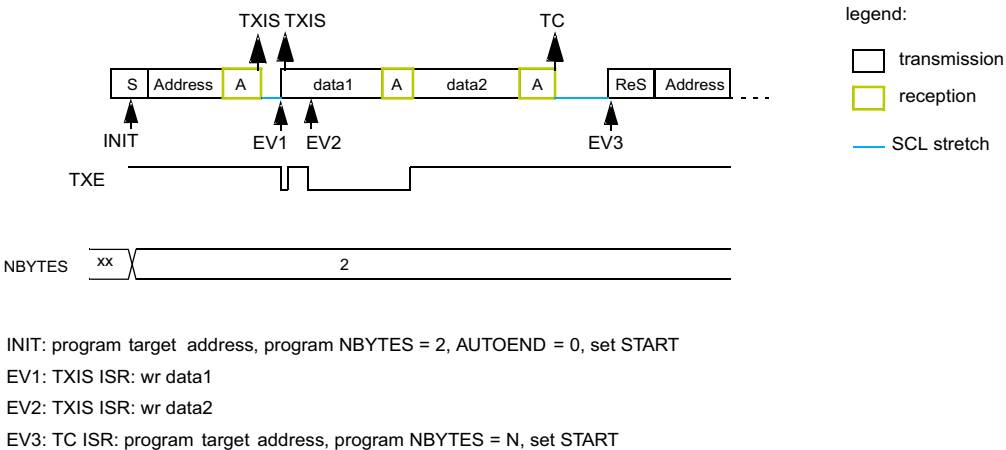 TXIS TXIS TC legend:
S Address A data1 A data2 A ReS Address transmission
reception
INIT EV1 EV2 EV3 SCL stretch
TXE
NBYTES xx 2
INIT: program target address, program NBYTES = 2, AUTOEND = 0, set START
EV1: TXIS ISR: wr data1
EV2: TXIS ISR: wr data2
EV3: TC ISR: program target address, program NBYTES = N, set START